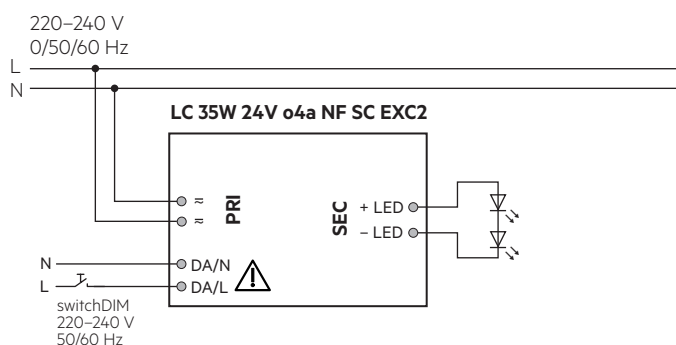 220–240 V
0/50/60 Hz
L
N
LC 35W 24V o4a NF SC EXC2
≂
≂
PRI
SEC
+ LED
– LED
N
DA/N
L
DA/L
switchDIM
220–240 V
50/60 Hz